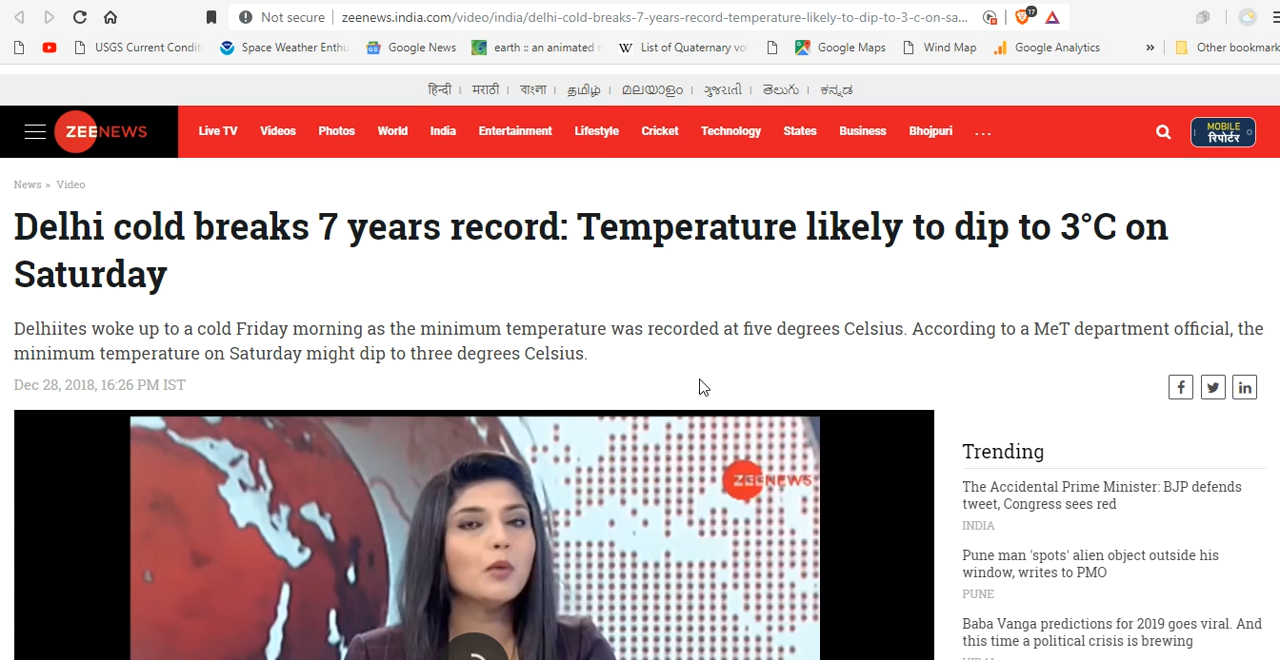 Not secure | zeenews.india.com/video/india/delhi-cold-breaks-7-years-record-temperature-likely-to-dip-to-3-c-on-sa...
17
USGS Current Condit
Space Weather Enthu
Google News
earth :: an animated
W List of Quaternary vo
Google Maps
Wind Map
Google Analytics
»
Other bookmark
हिन्दी | मराठी | বাংলা | தமிழ் | മലയാളം | ગુજરાતી | తెలుగు | ಕನ್ನಡ
ZEENEWS
Live TV Videos Photos World India Entertainment Lifestyle Cricket Technology States Business Bhojpuri ...
MOBILE
रिपोर्टर
News » Video
Delhi cold breaks 7 years record: Temperature likely to dip to 3°C on
Saturday
Delhiites woke up to a cold Friday morning as the minimum temperature was recorded at five degrees Celsius. According to a MeT department official, the
minimum temperature on Saturday might dip to three degrees Celsius.
Dec 28, 2018, 16:26 PM IST
f
in
ZEENEWS
Trending
The Accidental Prime Minister: BJP defends
tweet, Congress sees red
INDIA
Pune man 'spots' alien object outside his
window, writes to PMO
PUNE
Baba Vanga predictions for 2019 goes viral. And
this time a political crisis is brewing